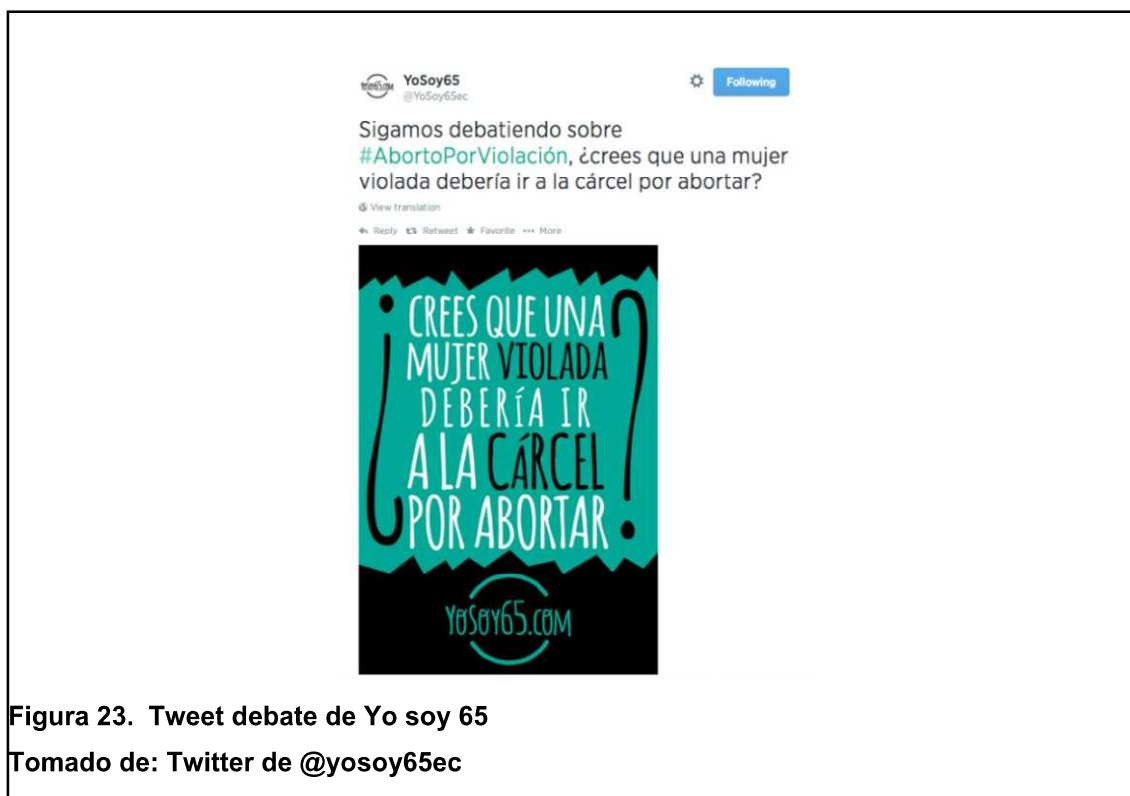 YoSoy65
@YoSoy65ec
Following
Sigamos debatiendo sobre
#AbortoPorViolación, ¿crees que una mujer
violada debería ir a la cárcel por abortar?
View translation
Reply Retweet Favorite ••• More
¿CREES QUE UNA
MUJER VIOLADA
DEBERÍA IR
A LA CÁRCEL
POR ABORTAR?
YOSOY65.COM
Figura 23. Tweet debate de Yo soy 65
Tomado de: Twitter de @yosoy65ec